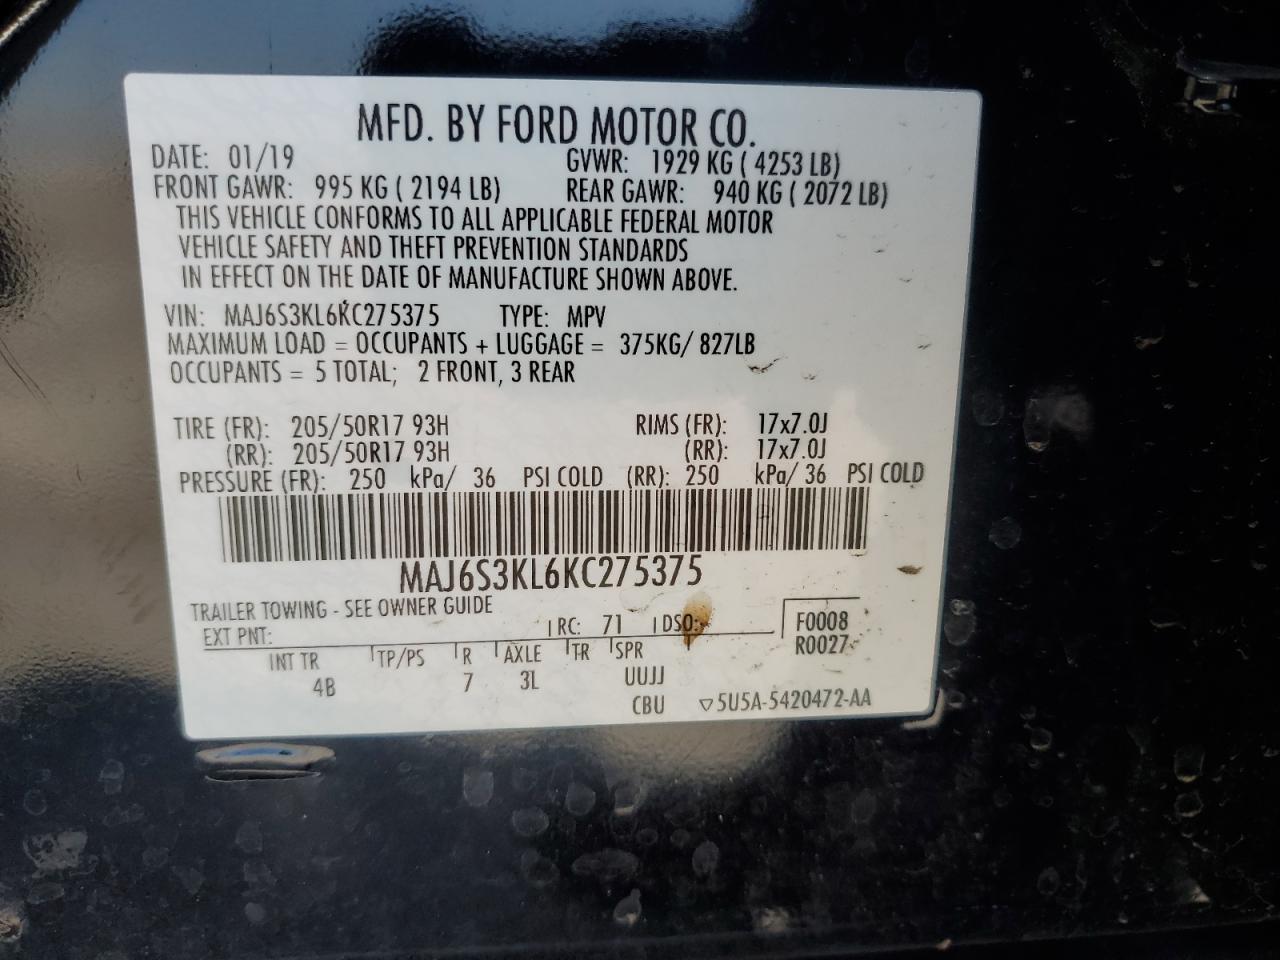 MFD. BY FORD MOTOR CO.
DATE: 01/19 GVWR: 1929 KG ( 4253 LB)
FRONT GAWR: 995 KG ( 2194 LB) REAR GAWR: 940 KG ( 2072 LB)
THIS VEHICLE CONFORMS TO ALL APPLICABLE FEDERAL MOTOR
VEHICLE SAFETY AND THEFT PREVENTION STANDARDS
IN EFFECT ON THE DATE OF MANUFACTURE SHOWN ABOVE.
VIN: MAJ6S3KL6KC275375 TYPE: MPV
MAXIMUM LOAD = OCCUPANTS + LUGGAGE = 375KG/ 827LB
OCCUPANTS = 5 TOTAL; 2 FRONT, 3 REAR
TIRE (FR): 205/50R17 93H RIMS (FR): 17x7.0J
(RR): 205/50R17 93H (RR): 17x7.0J
PRESSURE (FR): 250 kPa/ 36 PSI COLD (RR): 250 kPa/ 36 PSI COLD
MAJ6S3KL6KC275375
TRAILER TOWING - SEE OWNER GUIDE
EXT PNT: RC: 71 DSO: F0008
R0027
INT TR TP/PS R AXLE TR SPR
4B 7 3L UUJJ
CBU ▽5U5A-5420472-AA